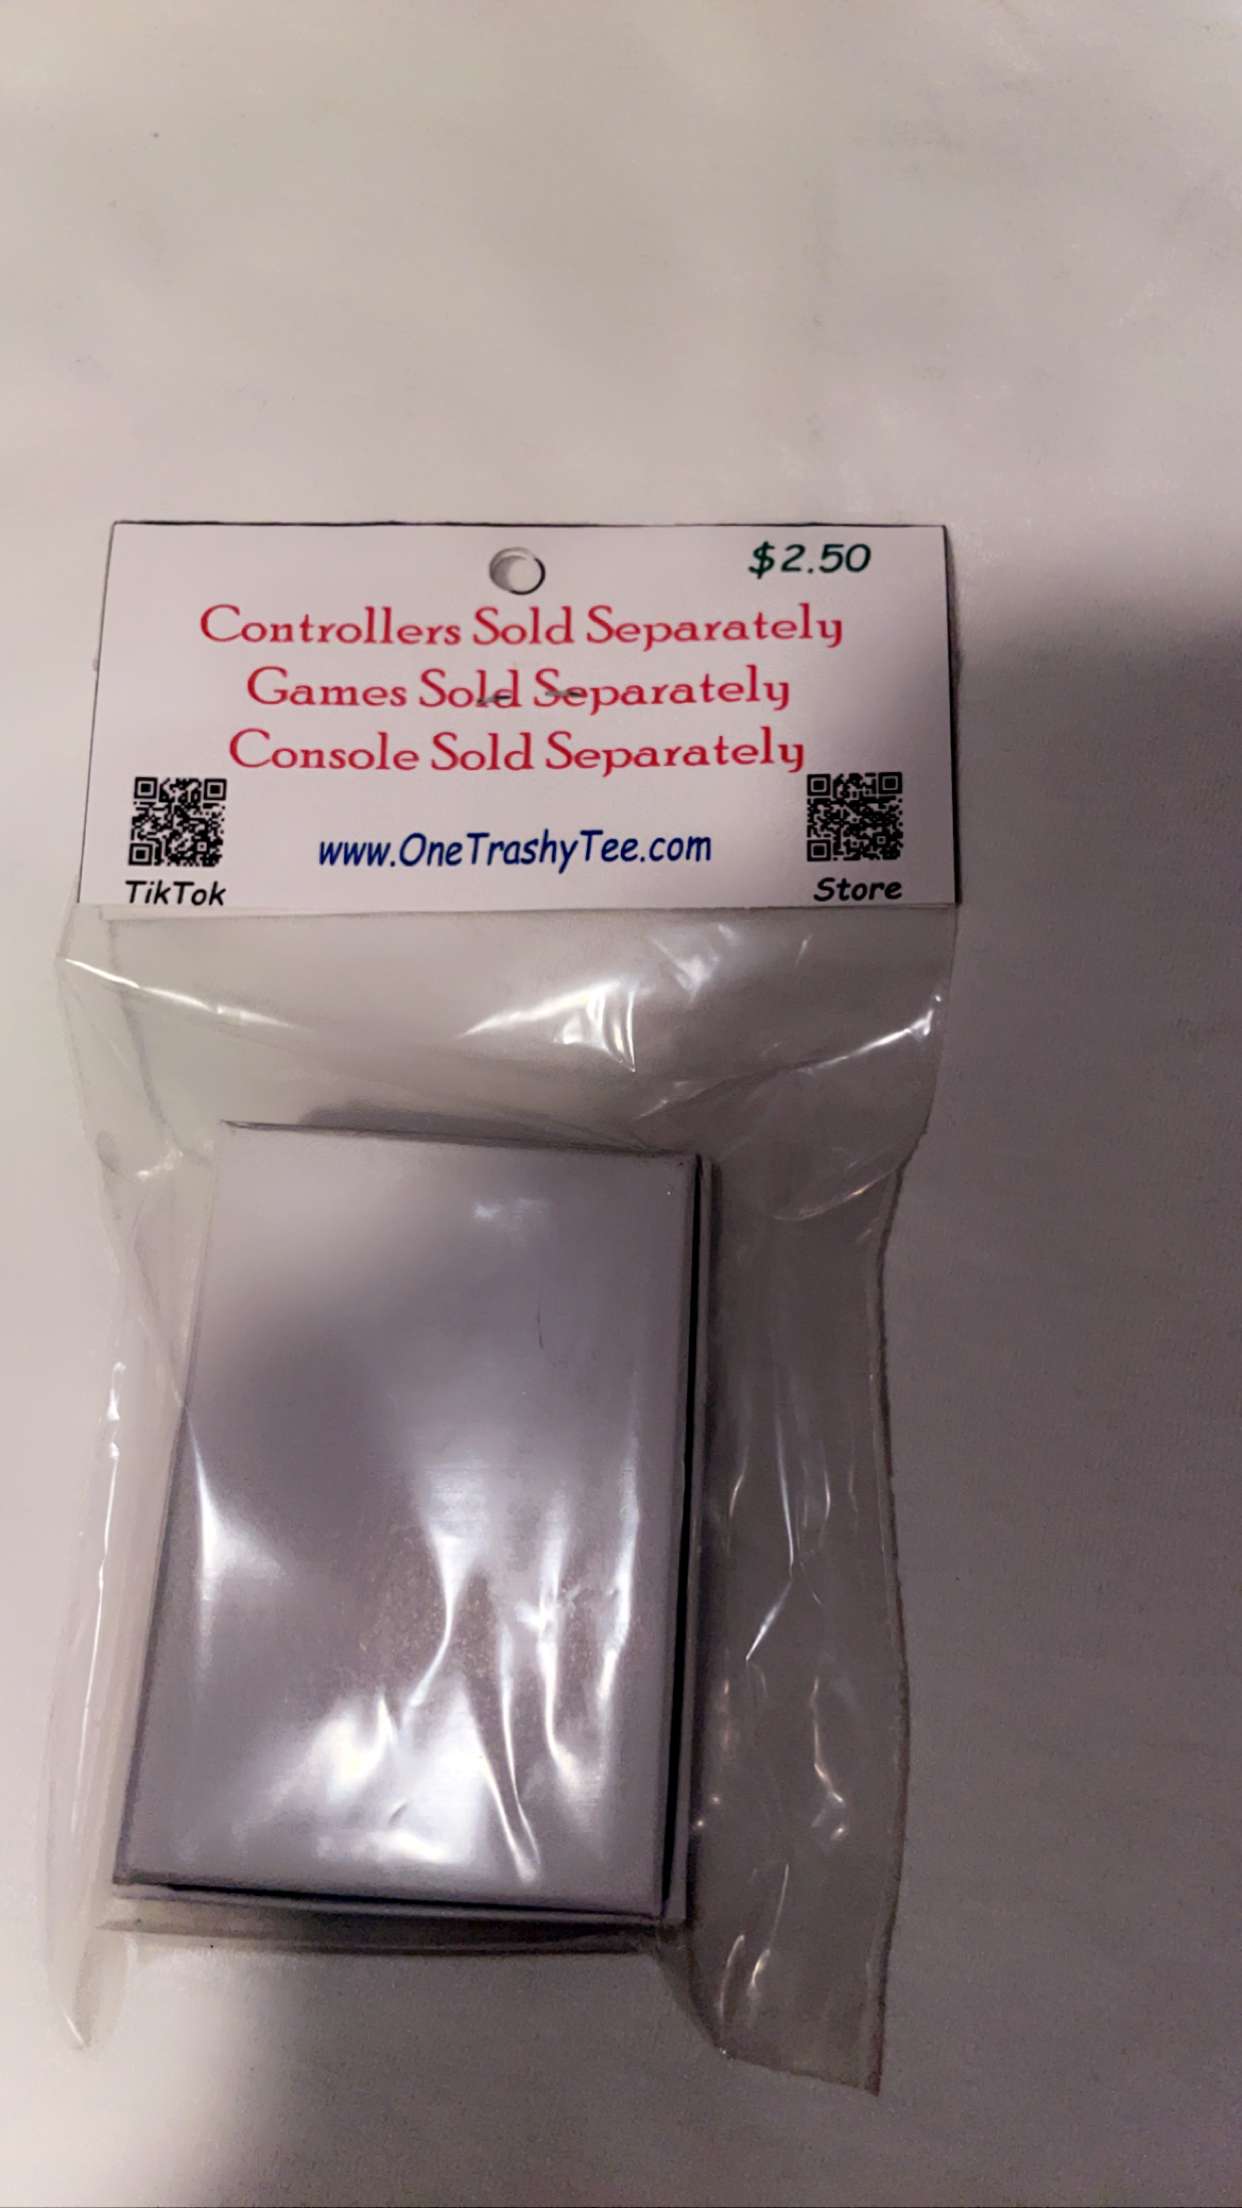 $2.50
Controllers Sold Separately
Games Sold Separately
Console Sold Separately
www.OneTrashyTee.com
TikTok
Store